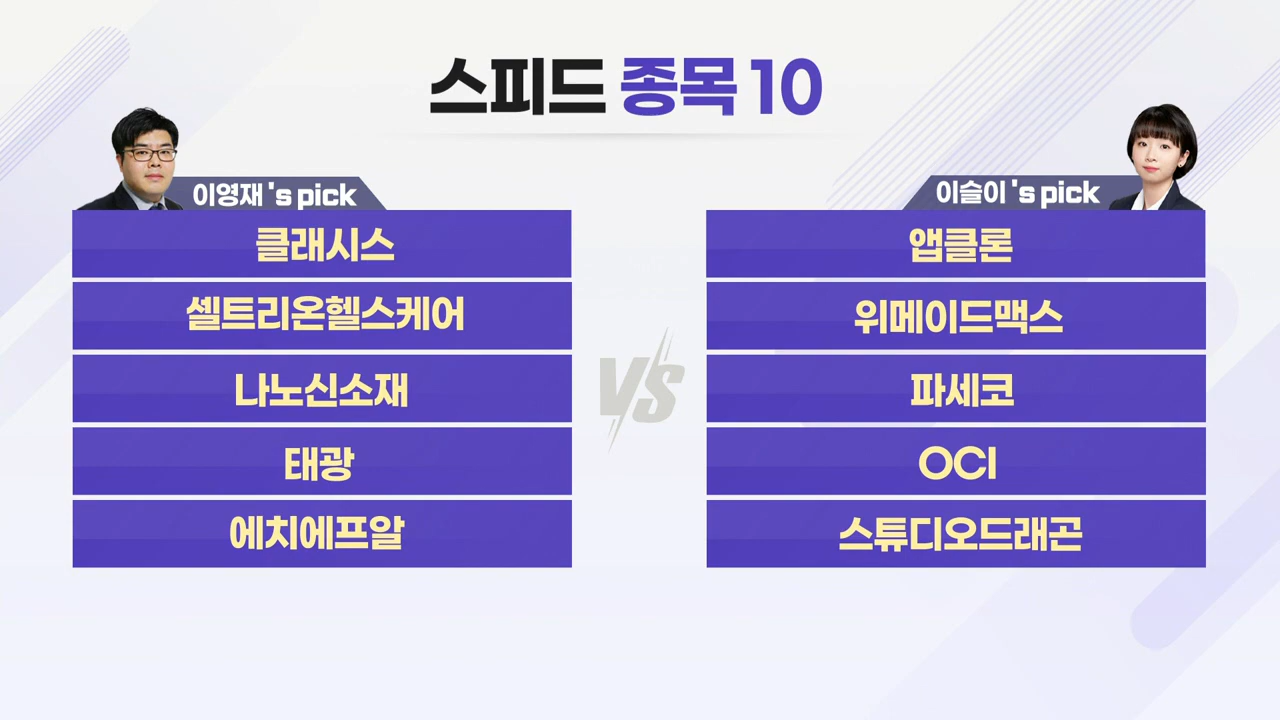 스피드 종목 10
이영재 's pick
클래시스
셀트리온헬스케어
나노신소재
태광
에치에프알
VS
이슬이 's pick
앱클론
위메이드맥스
파세코
OCI
스튜디오드래곤